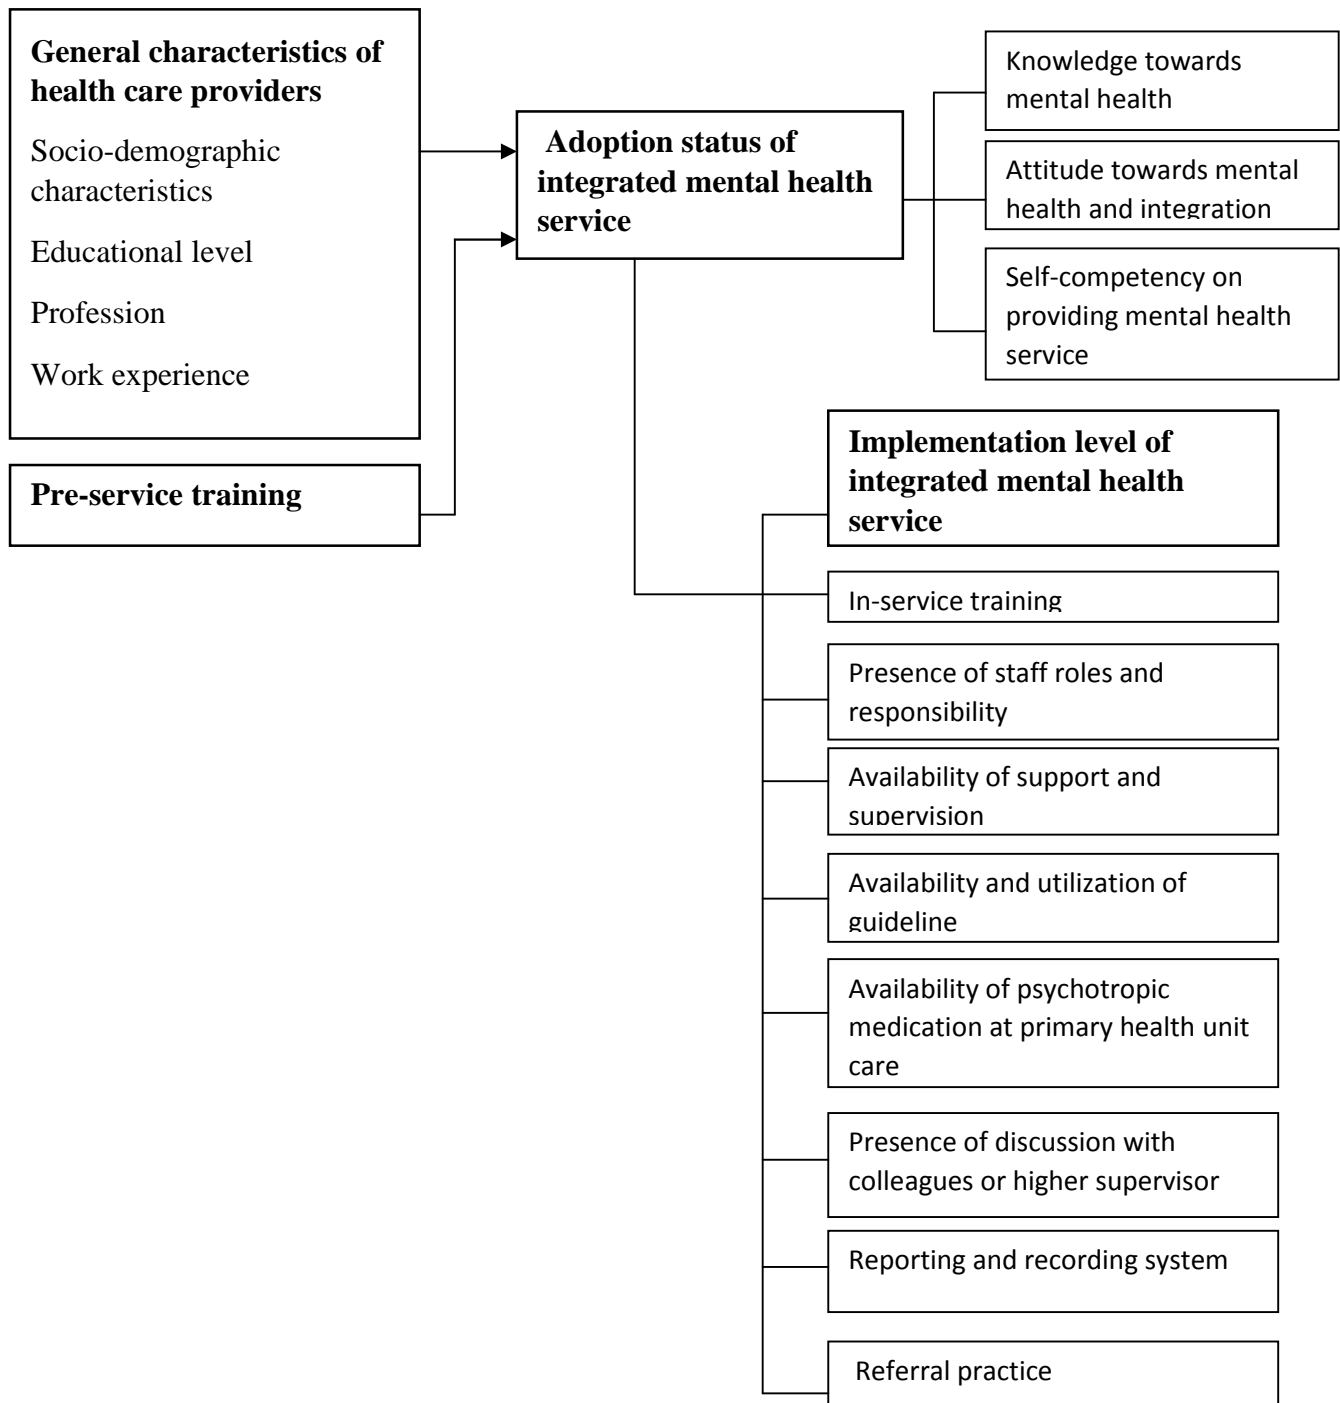 General characteristics of
health care providers
Socio-demographic
characteristics
Educational level
Profession
Work experience
Pre-service training
Adoption status of
integrated mental health
service
Knowledge towards
mental health
Attitude towards mental
health and integration
Self-competency on
providing mental health
service
Implementation level of
integrated mental health
service
In-service training
Presence of staff roles and
responsibility
Availability of support and
supervision
Availability and utilization of
guideline
Availability of psychotropic
medication at primary health unit
care
Presence of discussion with
colleagues or higher supervisor
Reporting and recording system
Referral practice